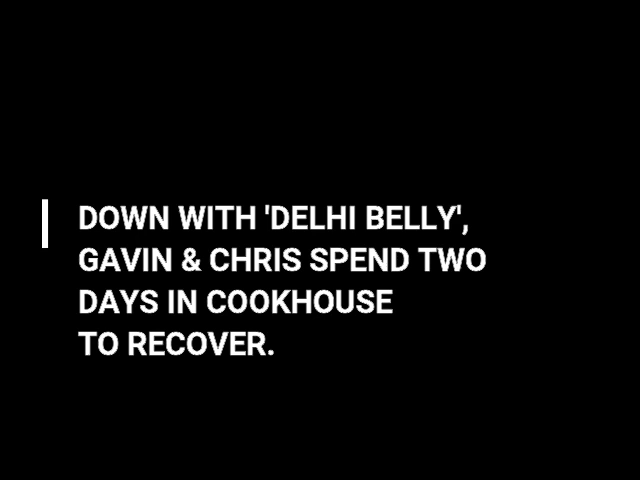 DOWN WITH 'DELHI BELLY',
GAVIN & CHRIS SPEND TWO
DAYS IN COOKHOUSE
TO RECOVER.